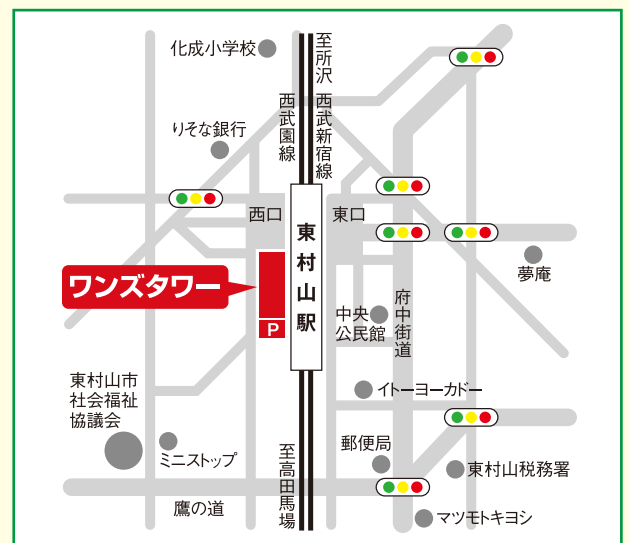 化成小学校
至所沢
西武園線
西武新宿線
りそな銀行
西口
東口
東村山駅
ワンズタワー
P
夢庵
中央
公民館
府中街道
イトーヨーカドー
東村山市
社会福祉
協議会
ミニストップ
至高田馬場
郵便局
東村山税務署
鷹の道
マツモトキヨシ